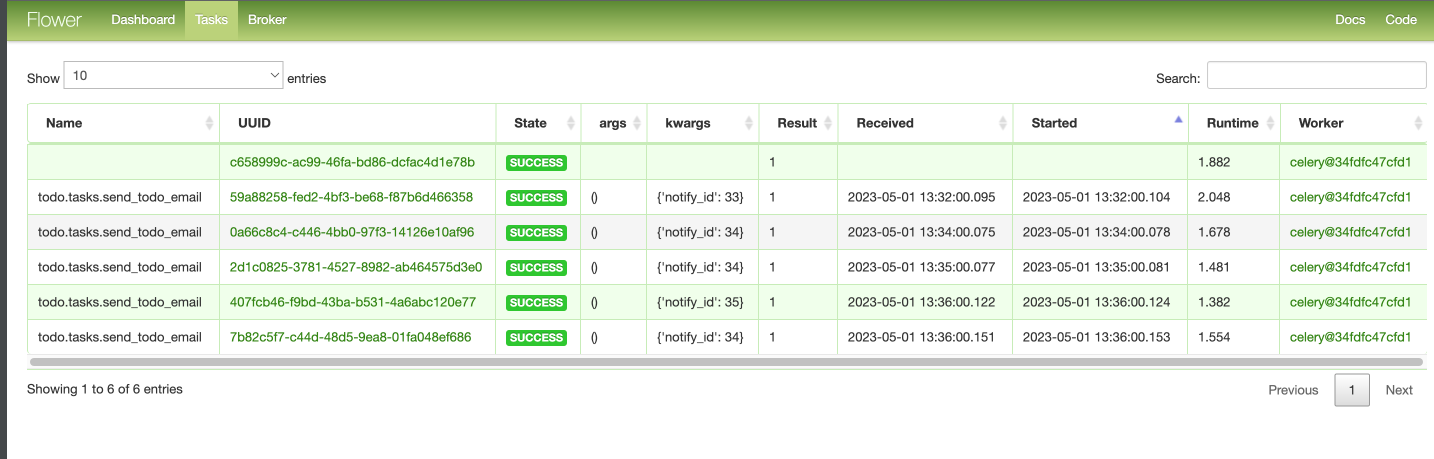 Flower Dashboard Tasks Broker Docs Code
Show 10 entries Search:
Name UUID State args kwargs Result Received Started Runtime Worker
c658999c-ac99-46fa-bd86-dcfac4d1e78b SUCCESS 1 1.882 celery@34fdfc47cfd1
todo.tasks.send_todo_email 59a88258-fed2-4bf3-be68-f87b6d466358 SUCCESS () {'notify_id': 33} 1 2023-05-01 13:32:00.095 2023-05-01 13:32:00.104 2.048 celery@34fdfc47cfd1
todo.tasks.send_todo_email 0a66c8c4-c446-4bb0-97f3-14126e10af96 SUCCESS () {'notify_id': 34} 1 2023-05-01 13:34:00.075 2023-05-01 13:34:00.078 1.678 celery@34fdfc47cfd1
todo.tasks.send_todo_email 2d1c0825-3781-4527-8982-ab464575d3e0 SUCCESS () {'notify_id': 34} 1 2023-05-01 13:35:00.077 2023-05-01 13:35:00.081 1.481 celery@34fdfc47cfd1
todo.tasks.send_todo_email 407fcb46-f9bd-43ba-b531-4a6abc120e77 SUCCESS () {'notify_id': 35} 1 2023-05-01 13:36:00.122 2023-05-01 13:36:00.124 1.382 celery@34fdfc47cfd1
todo.tasks.send_todo_email 7b82c5f7-c44d-48d5-9ea8-01fa048ef686 SUCCESS () {'notify_id': 34} 1 2023-05-01 13:36:00.151 2023-05-01 13:36:00.153 1.554 celery@34fdfc47cfd1
Showing 1 to 6 of 6 entries Previous 1 Next